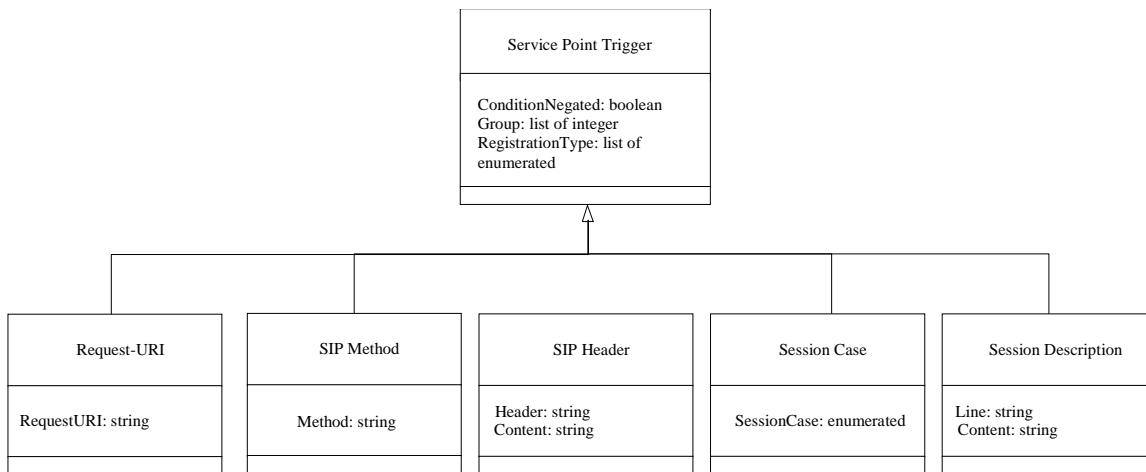 Service Point Trigger
ConditionNegated: boolean
Group: list of integer
RegistrationType: list of
enumerated
Request-URI
RequestURI: string
SIP Method
Method: string
SIP Header
Header: string
Content: string
Session Case
SessionCase: enumerated
Session Description
Line: string
Content: string